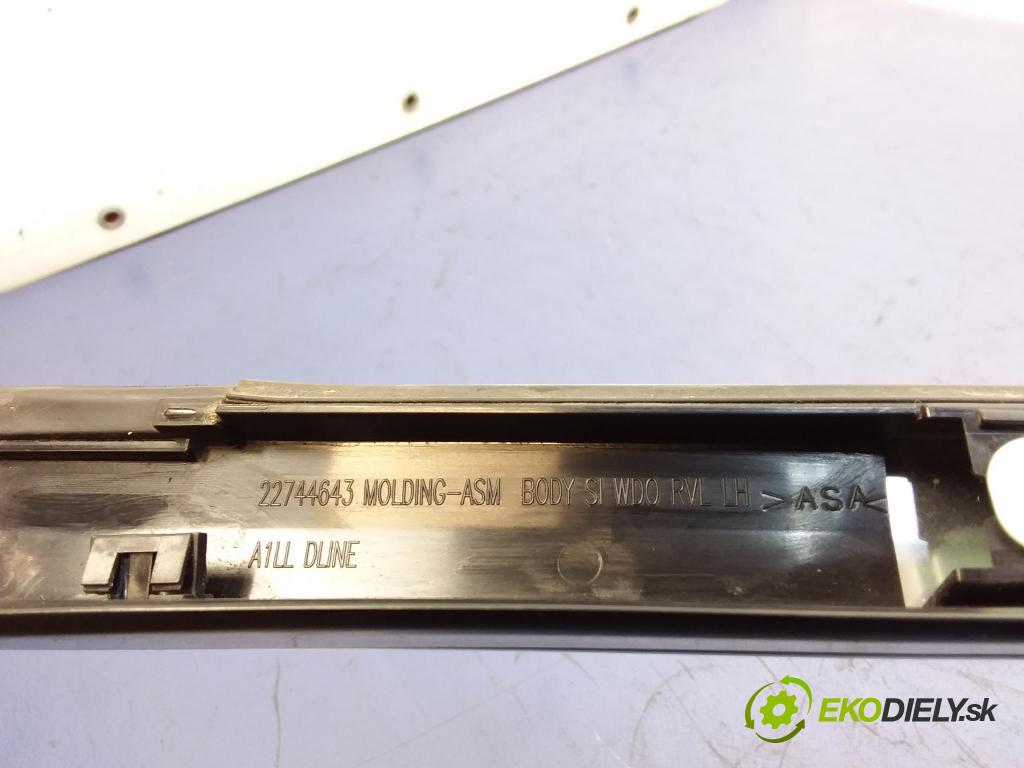 22744643 MOLDING-ASM BODY SI WDO RVL LH >ASA<
A1LL DLINE
EKODIELY.sk